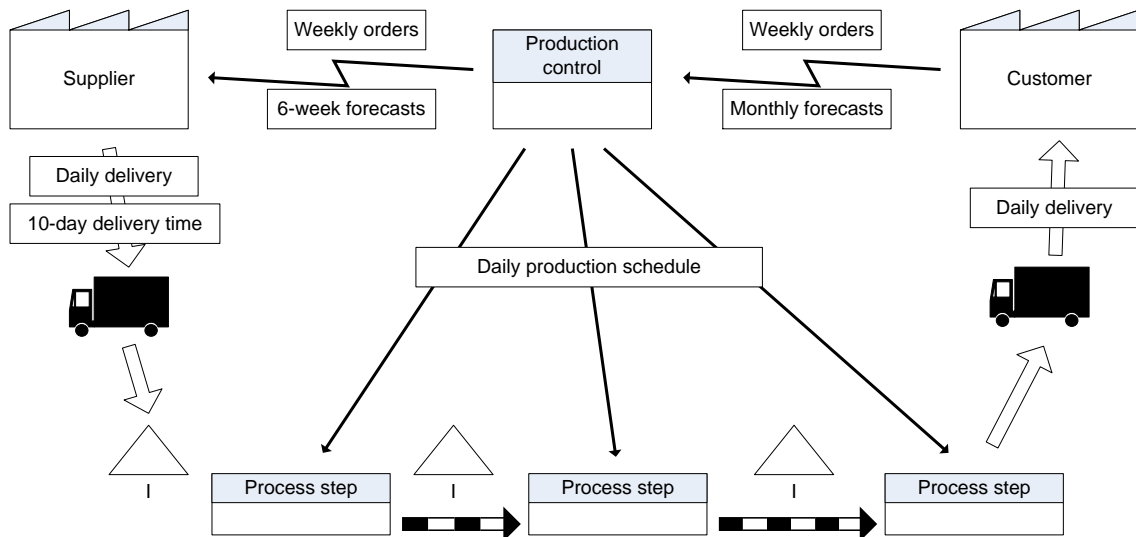 Weekly orders
Production
control
Weekly orders
Supplier
Customer
6-week forecasts
Monthly forecasts
Daily delivery
10-day delivery time
Daily delivery
Daily production schedule
I
Process step
I
Process step
I
Process step